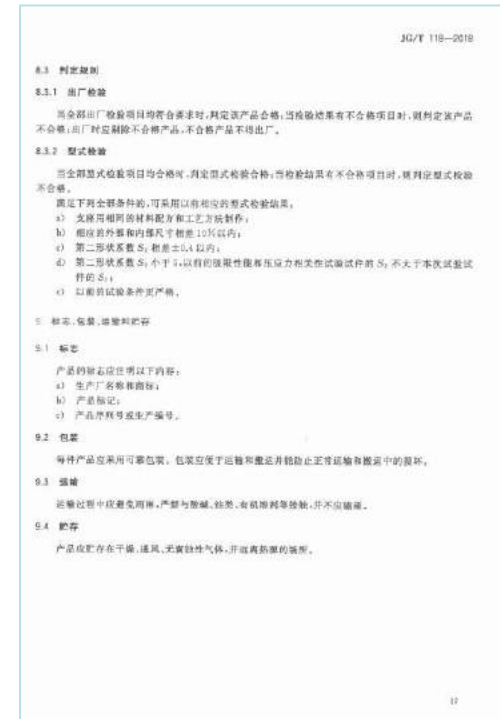 JG/T 118—2018
8.3 判定规则
8.3.1 出厂检验
当全部出厂检验项目均符合要求时,判定该产品合格;当检验结果有不合格项目时,则判定该产品
不合格;出厂时应剔除不合格产品,不合格产品不得出厂。
8.3.2 型式检验
当全部型式检验项目均合格时,判定型式检验合格;当检验结果有不合格项目时,则判定型式检验
不合格。
满足下列全部条件的,可采用以前相应的型式检验结果:
a) 支座用相同的材料配方和工艺方法制作;
b) 相应的外部和内部尺寸相差10%以内;
c) 第二形状系数 S₂ 相差±0.4 以内;
d) 第二形状系数 S₂ 小于 5,以前的极限性能和压应力相关性试验试件的 S₂ 不大于本次试验试
件的 S₂;
e) 以前的试验条件更严格。
9 标志、包装、运输和贮存
9.1 标志
产品的标志应注明以下内容:
a) 生产厂名称和商标;
b) 产品标记;
c) 产品序列号或生产编号。
9.2 包装
每件产品应采用可靠包装。包装应便于运输和搬运并能防止正常运输和搬运中的损坏。
9.3 运输
运输过程中应避免雨淋,严禁与酸碱、油类、有机溶剂等接触,并不应磕碰。
9.4 贮存
产品应贮存在干燥、通风、无腐蚀性气体,并远离热源的场所。
17